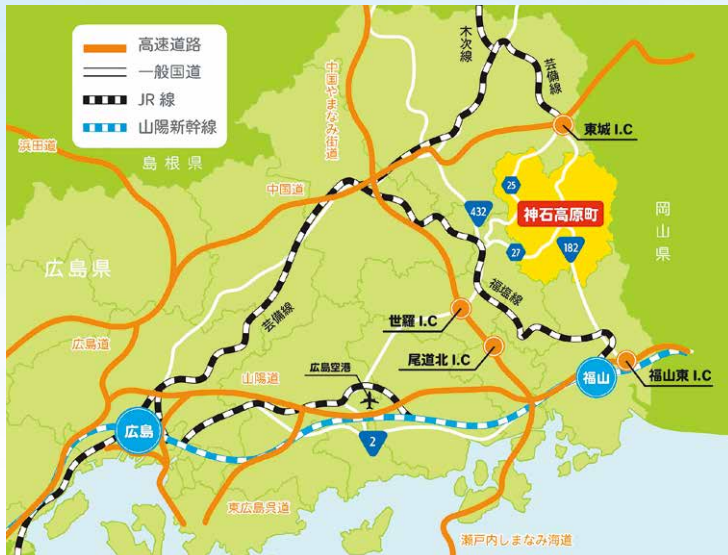 高速道路
一般国道
JR 線
山陽新幹線
木次線
芸備線
中国やまなみ街道
東城 I.C
浜田道
島根県
中国道
25
432
神石高原町
岡山県
27
182
広島県
福塩線
芸備線
世羅 I.C
広島道
尾道北 I.C
山陽道
広島空港
福山
福山東 I.C
広島
2
東広島呉道
瀬戸内しまなみ海道